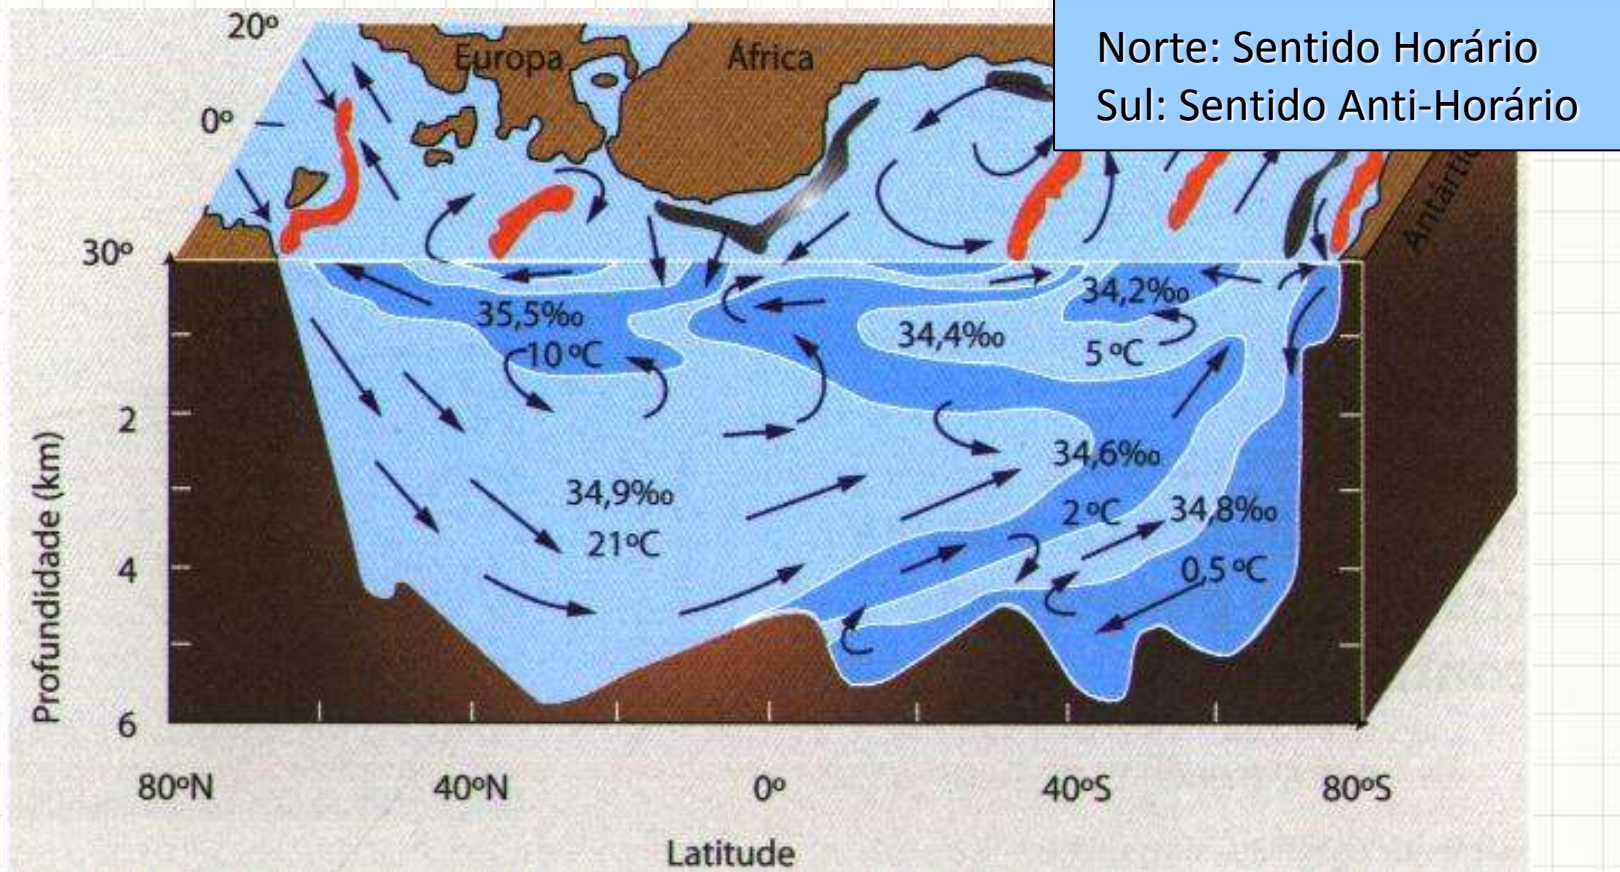 Norte: Sentido Horário
Sul: Sentido Anti-Horário
20º
Europa
África
0º
30º
35,5‰
10 ºC
34,2‰
34,4‰
5 ºC
2
34,6‰
34,9‰
2 ºC
34,8‰
21ºC
4
0,5 ºC
6
Profundidade (km)
80ºN
40ºN
0º
40ºS
80ºS
Latitude